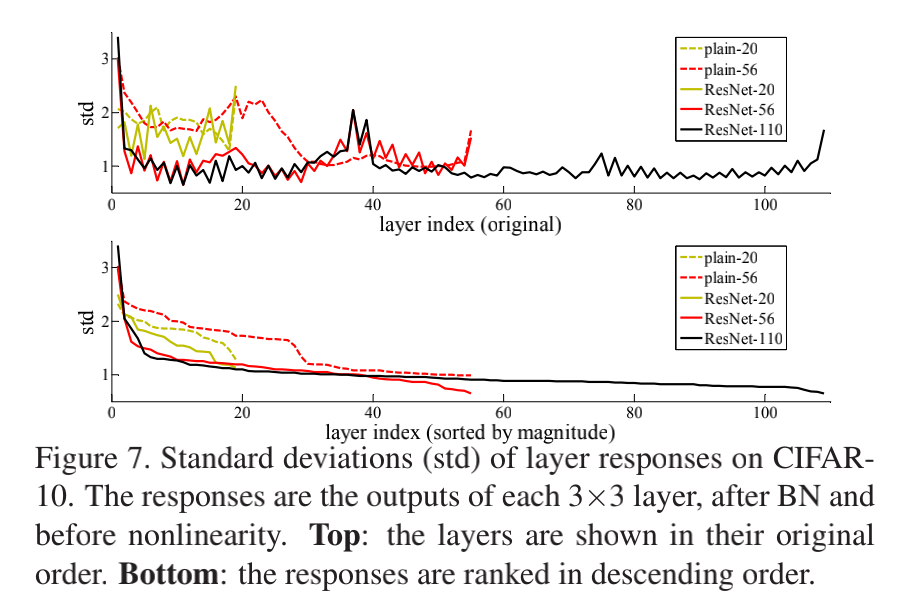 3
2
1
std
0
20
40
60
80
100
layer index (original)
plain-20
plain-56
ResNet-20
ResNet-56
ResNet-110
3
2
1
std
0
20
40
60
80
100
layer index (sorted by magnitude)
plain-20
plain-56
ResNet-20
ResNet-56
ResNet-110
Figure 7. Standard deviations (std) of layer responses on CIFAR-
10. The responses are the outputs of each 3×3 layer, after BN and
before nonlinearity. Top: the layers are shown in their original
order. Bottom: the responses are ranked in descending order.